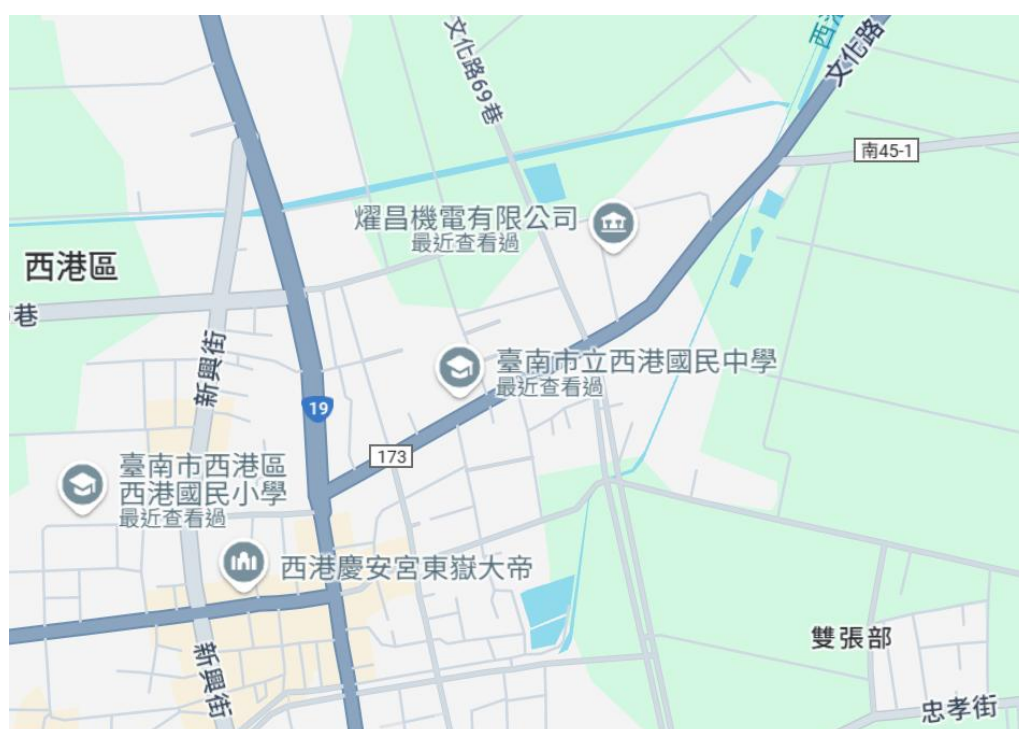 文化路69巷
西
文化路
南45-1
燿昌機電有限公司
最近查看過
西港區
巷
新興街
臺南市立西港國民中學
最近查看過
19
173
臺南市西港區
西港國民小學
最近查看過
西港慶安宮東嶽大帝
雙張部
新興街
忠孝街